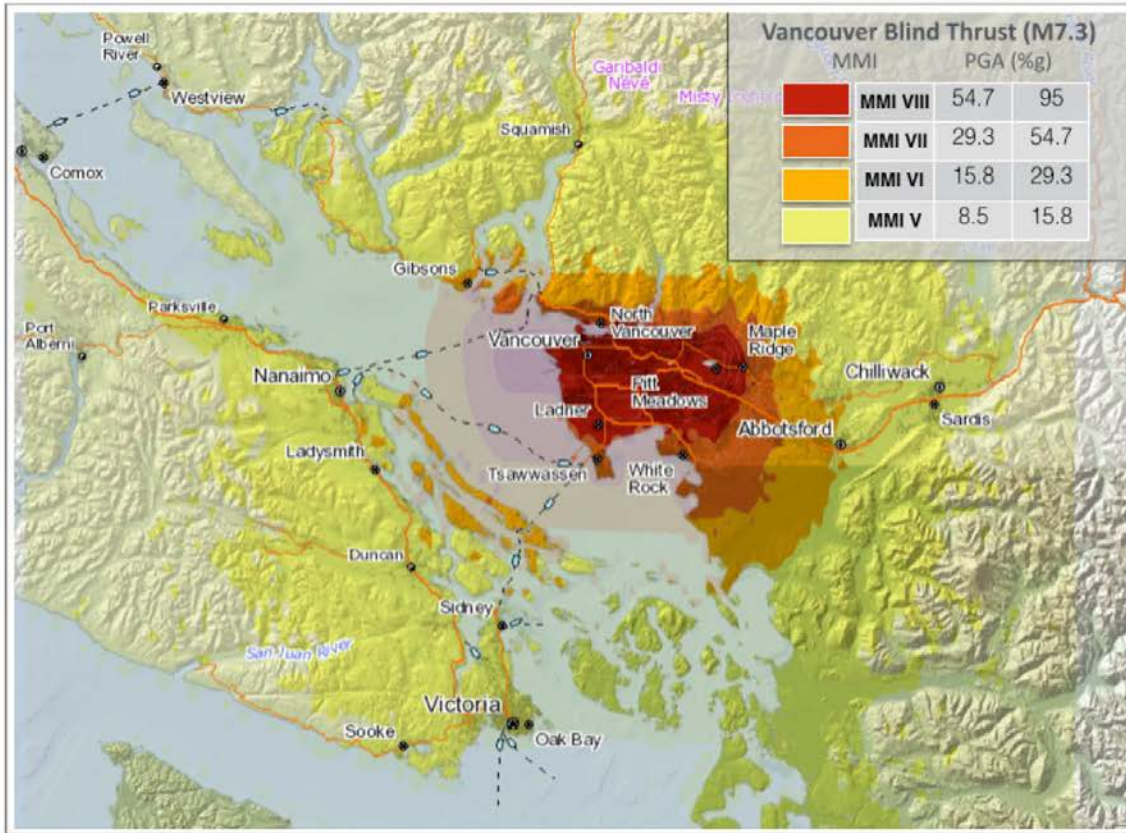 Vancouver Blind Thrust (M7.3)
MMI PGA (%g)
MMI VIII 54.7 95
MMI VII 29.3 54.7
MMI VI 15.8 29.3
MMI V 8.5 15.8
Powell
River
Westview
Comox
Garibaldi
Névé
Misty
Squamish
Gibsons
Parksville
Port
Alberni
Nanaimo
North
Vancouver
Vancouver
Maple
Ridge
Pitt
Meadows
Chilliwack
Sardis
Ladner
Abbotsford
Ladysmith
Tsawwassen
White
Rock
Duncan
Sidney
San Juan River
Victoria
Sooke
Oak Bay